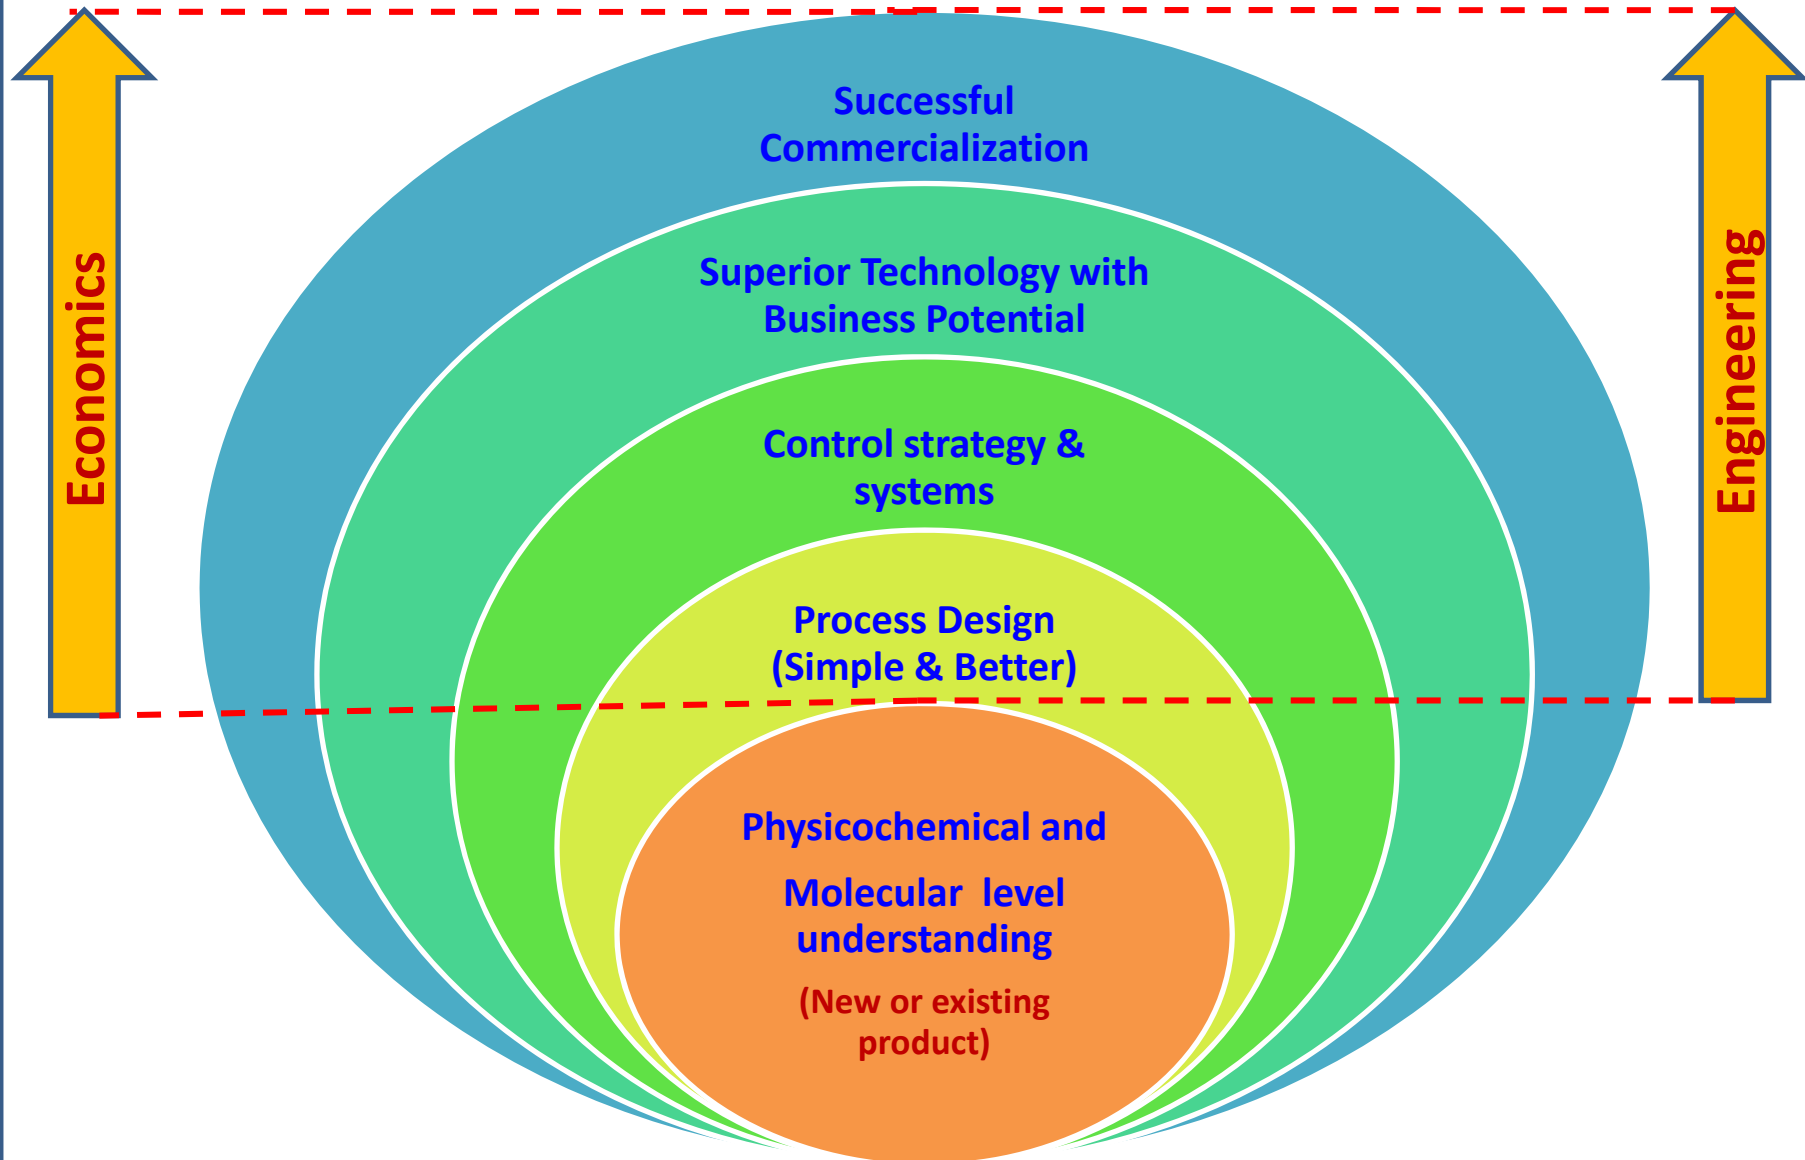 Successful
Commercialization
Superior Technology with
Business Potential
Control strategy &
systems
Process Design
(Simple & Better)
Physicochemical and
Molecular level
understanding
(New or existing
product)
Economics
Engineering